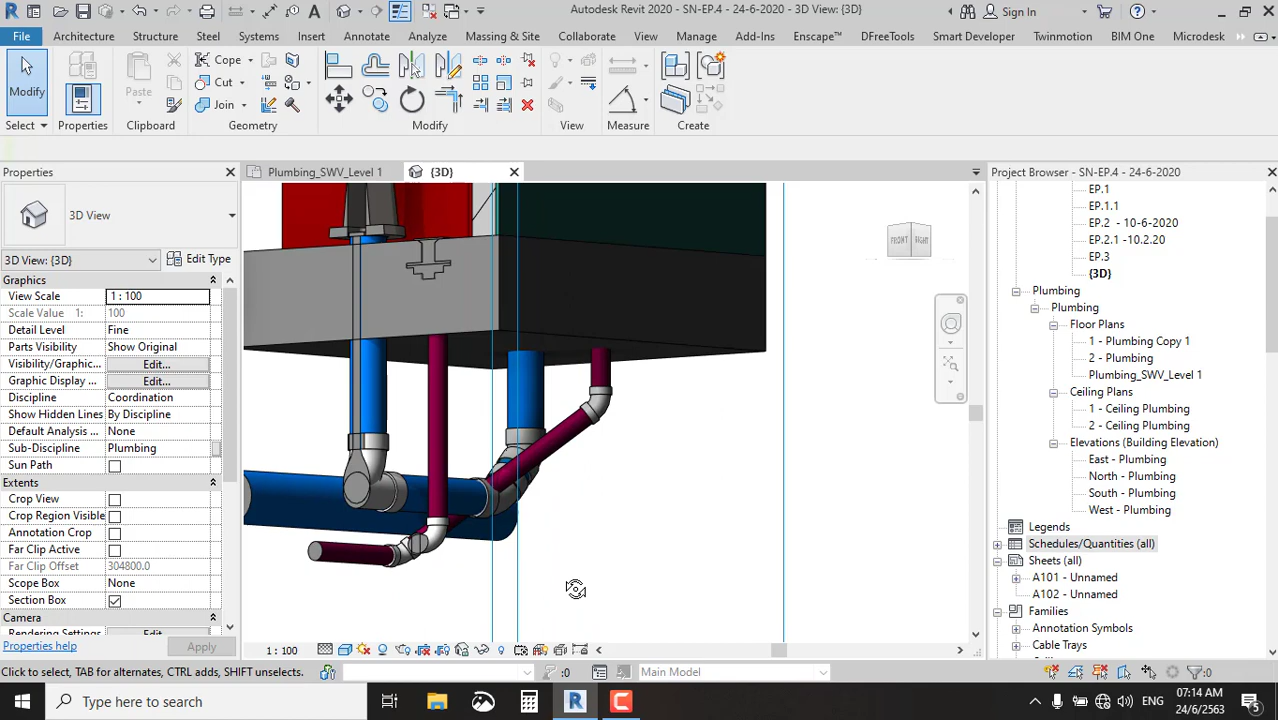 Autodesk Revit 2020 - SN-EP.4 - 24-6-2020 - 3D View: {3D}
Sign In
File Architecture Structure Steel Systems Insert Annotate Analyze Massing & Site Collaborate View Manage Add-Ins Enscape™ DFreeTools Smart Developer Twinmotion BIM One Microdesk
Modify
Properties
Paste
Cope
Cut
Join
Select Properties Clipboard Geometry Modify View Measure Create
Properties
Plumbing_SWV_Level 1
{3D}
Project Browser - SN-EP.4 - 24-6-2020
3D View
3D View: {3D}
Edit Type
Graphics
View Scale 1 : 100
Scale Value 1: 100
Detail Level Fine
Parts Visibility Show Original
Visibility/Graphic... Edit...
Graphic Display ... Edit...
Discipline Coordination
Show Hidden Lines By Discipline
Default Analysis ... None
Sub-Discipline Plumbing
Sun Path
Extents
Crop View
Crop Region Visible
Annotation Crop
Far Clip Active
Far Clip Offset 304800.0
Scope Box None
Section Box
Camera
Rendering Settings Edit...
Properties help
Apply
FRONT RIGHT
EP.1
EP.1.1
EP.2 - 10-6-2020
EP.2.1 -10.2.20
EP.3
{3D}
Plumbing
Plumbing
Floor Plans
1 - Plumbing Copy 1
2 - Plumbing
Plumbing_SWV_Level 1
Ceiling Plans
1 - Ceiling Plumbing
2 - Ceiling Plumbing
Elevations (Building Elevation)
East - Plumbing
North - Plumbing
South - Plumbing
West - Plumbing
Legends
Schedules/Quantities (all)
Sheets (all)
A101 - Unnamed
A102 - Unnamed
Families
Annotation Symbols
Cable Trays
1 : 100
Click to select, TAB for alternates, CTRL adds, SHIFT unselects.
:0
Main Model
:0
Type here to search
ENG
07:14 AM
24/6/2563
5